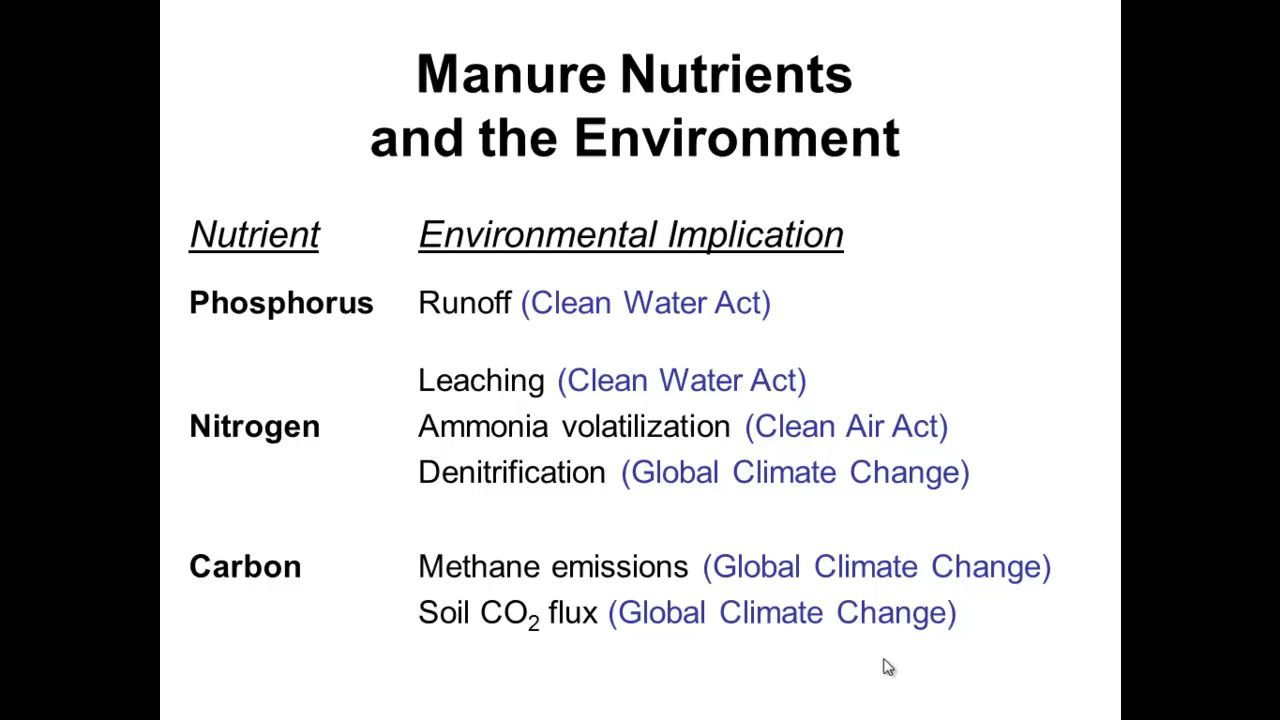 Manure Nutrients
and the Environment
Nutrient Environmental Implication
Phosphorus Runoff (Clean Water Act)
Leaching (Clean Water Act)
Nitrogen Ammonia volatilization (Clean Air Act)
Denitrification (Global Climate Change)
Carbon Methane emissions (Global Climate Change)
Soil CO₂ flux (Global Climate Change)